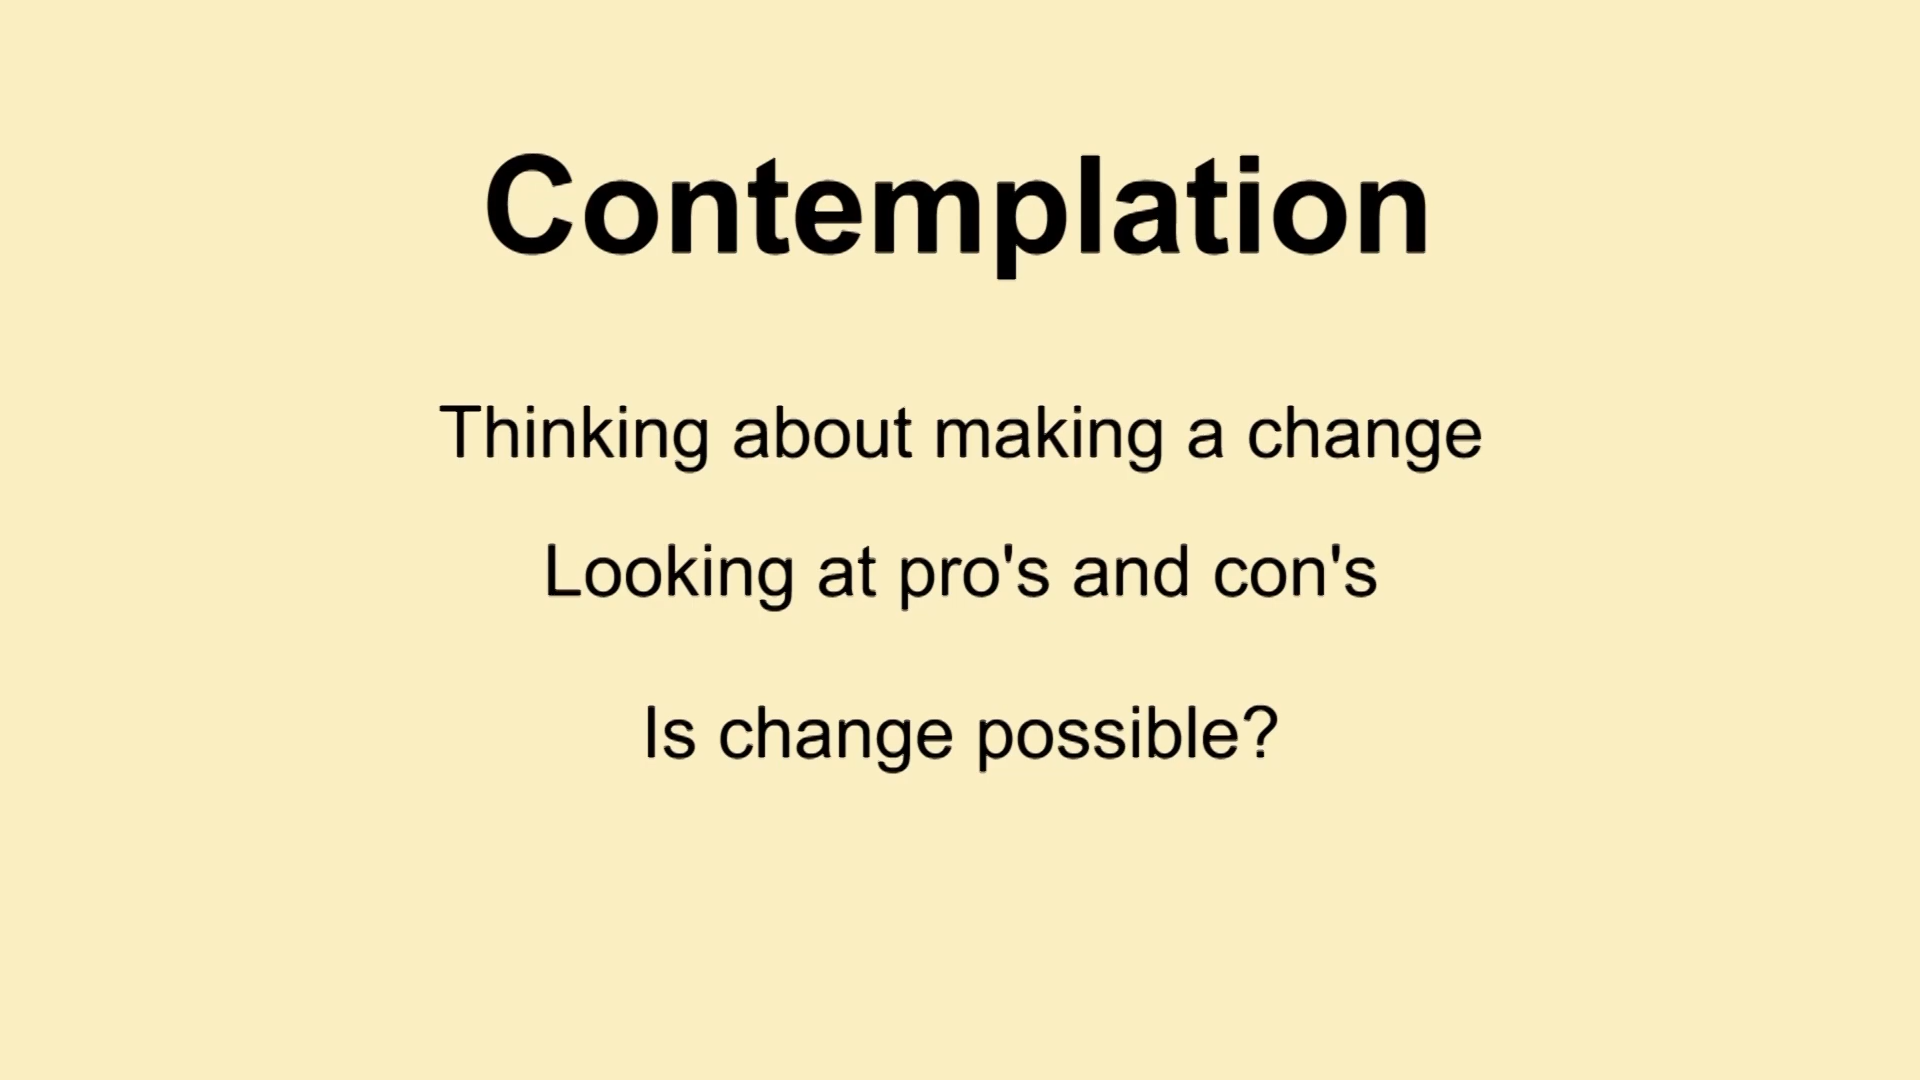 Contemplation
Thinking about making a change
Looking at pro's and con's
Is change possible?